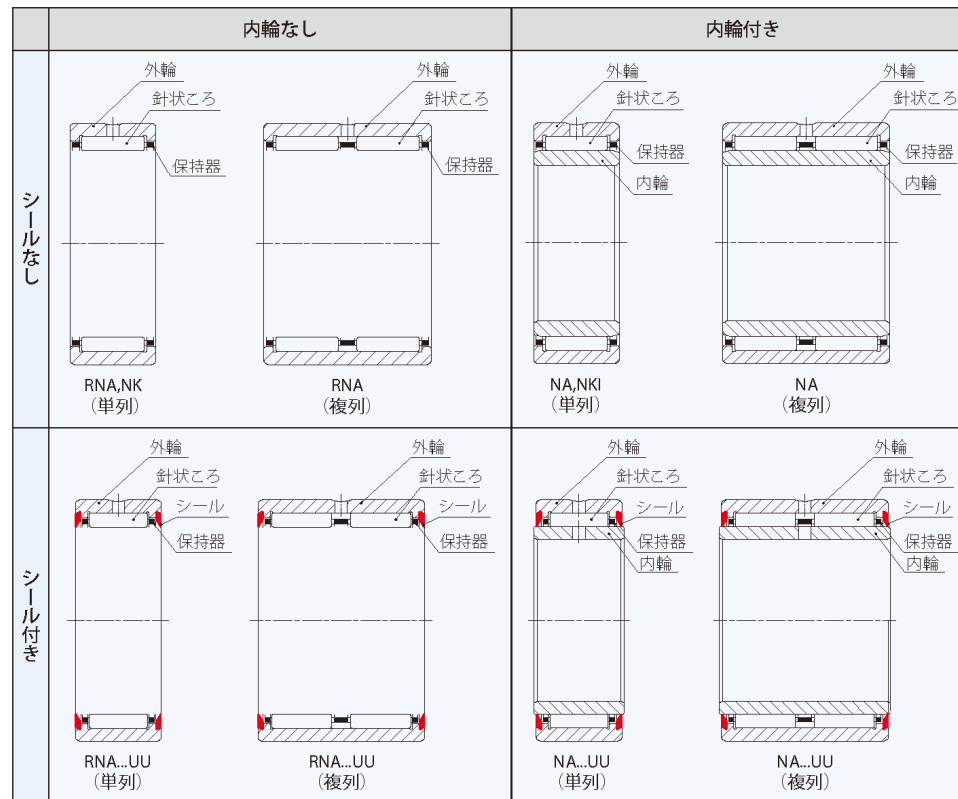 内輪なし
内輪付き
シールなし
外輪
針状ころ
保持器
RNA,NK
(単列)
外輪
針状ころ
保持器
RNA
(複列)
外輪
針状ころ
保持器
内輪
NA,NKI
(単列)
外輪
針状ころ
保持器
内輪
NA
(複列)
シール付き
外輪
針状ころ
シール
保持器
RNA...UU
(単列)
外輪
針状ころ
シール
保持器
RNA...UU
(複列)
外輪
針状ころ
シール
保持器
内輪
NA...UU
(単列)
外輪
針状ころ
シール
保持器
内輪
NA...UU
(複列)